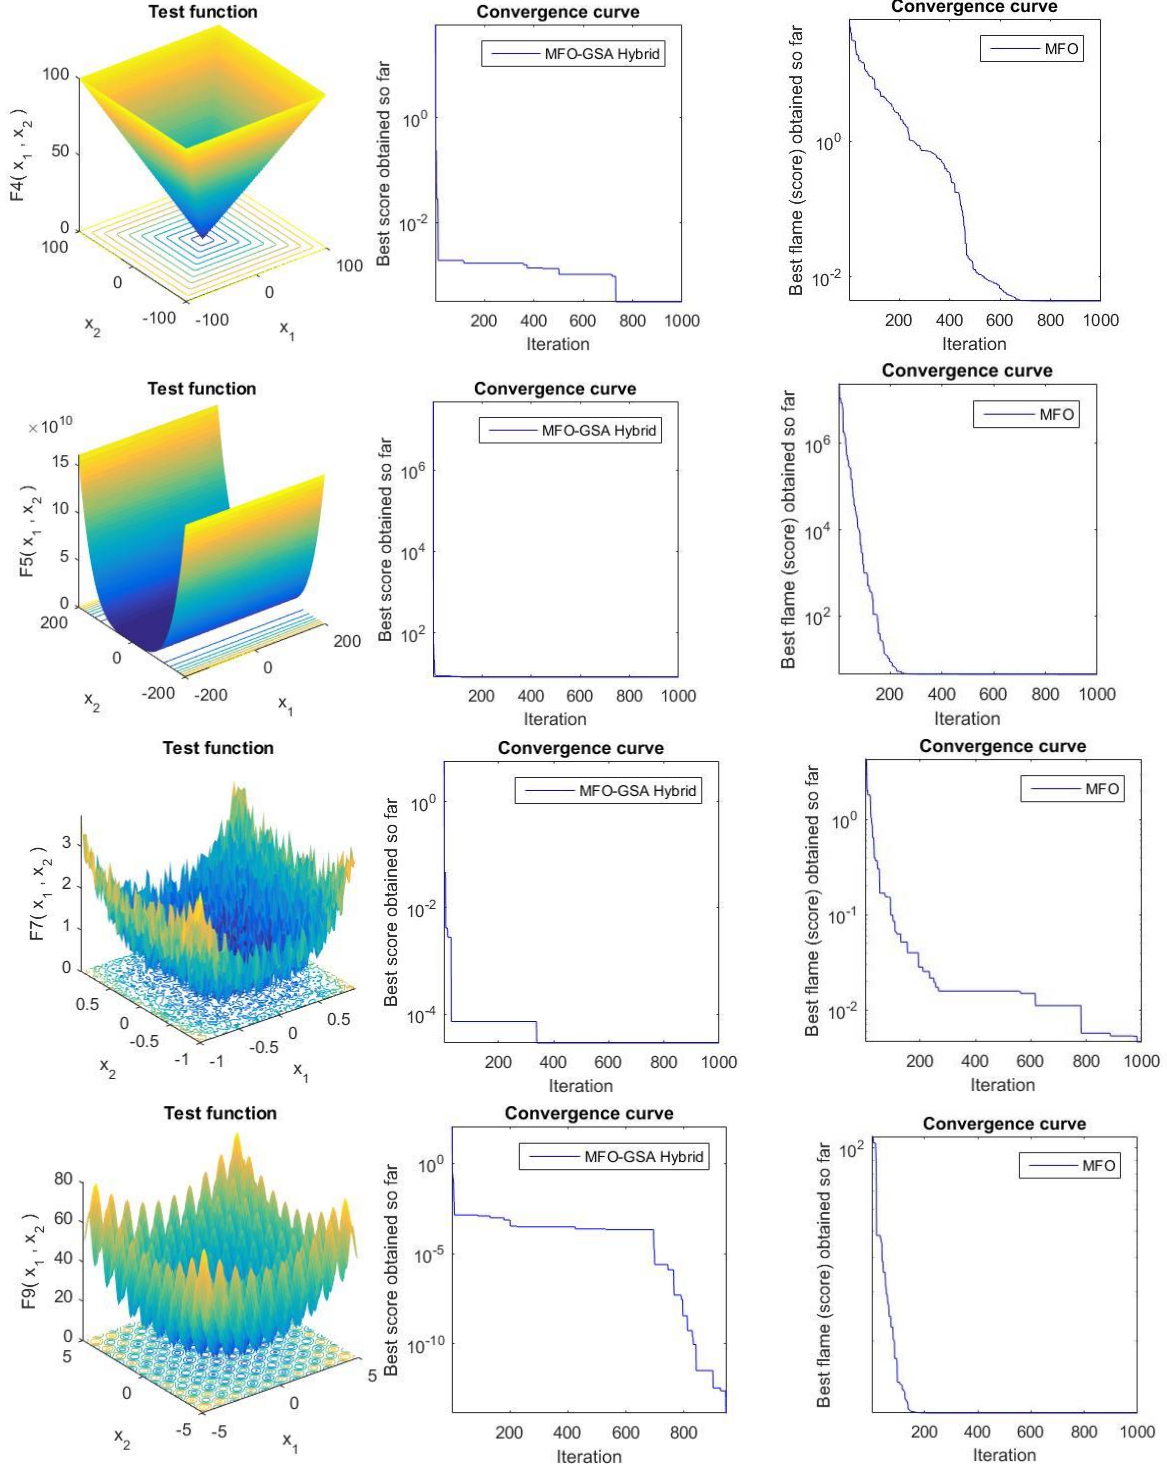 Test function
F4( x1 , x2 )
100
50
0
100
0
-100
x2
-100
0
100
x1
Convergence curve
MFO-GSA Hybrid
Best score obtained so far
10^0
10^-2
200 400 600 800 1000
Iteration
Convergence curve
MFO
Best flame (score) obtained so far
10^0
10^-2
200 400 600 800 1000
Iteration
Test function
×10^10
F5( x1 , x2 )
15
10
5
0
200
0
-200
x2
-200
0
200
x1
Convergence curve
MFO-GSA Hybrid
Best score obtained so far
10^6
10^4
10^2
200 400 600 800 1000
Iteration
Convergence curve
MFO
Best flame (score) obtained so far
10^6
10^4
10^2
200 400 600 800 1000
Iteration
Test function
F7( x1 , x2 )
3
2
1
0
0.5
0
-0.5
-1
x2
-1
-0.5
0
0.5
x1
Convergence curve
MFO-GSA Hybrid
Best score obtained so far
10^0
10^-2
10^-4
200 400 600 800 1000
Iteration
Convergence curve
MFO
Best flame (score) obtained so far
10^0
10^-1
10^-2
200 400 600 800 1000
Iteration
Test function
F9( x1 , x2 )
80
60
40
20
0
5
0
-5
x2
-5
0
5
x1
Convergence curve
MFO-GSA Hybrid
Best score obtained so far
10^0
10^-5
10^-10
200 400 600 800
Iteration
Convergence curve
MFO
Best flame (score) obtained so far
10^2
200 400 600 800 1000
Iteration